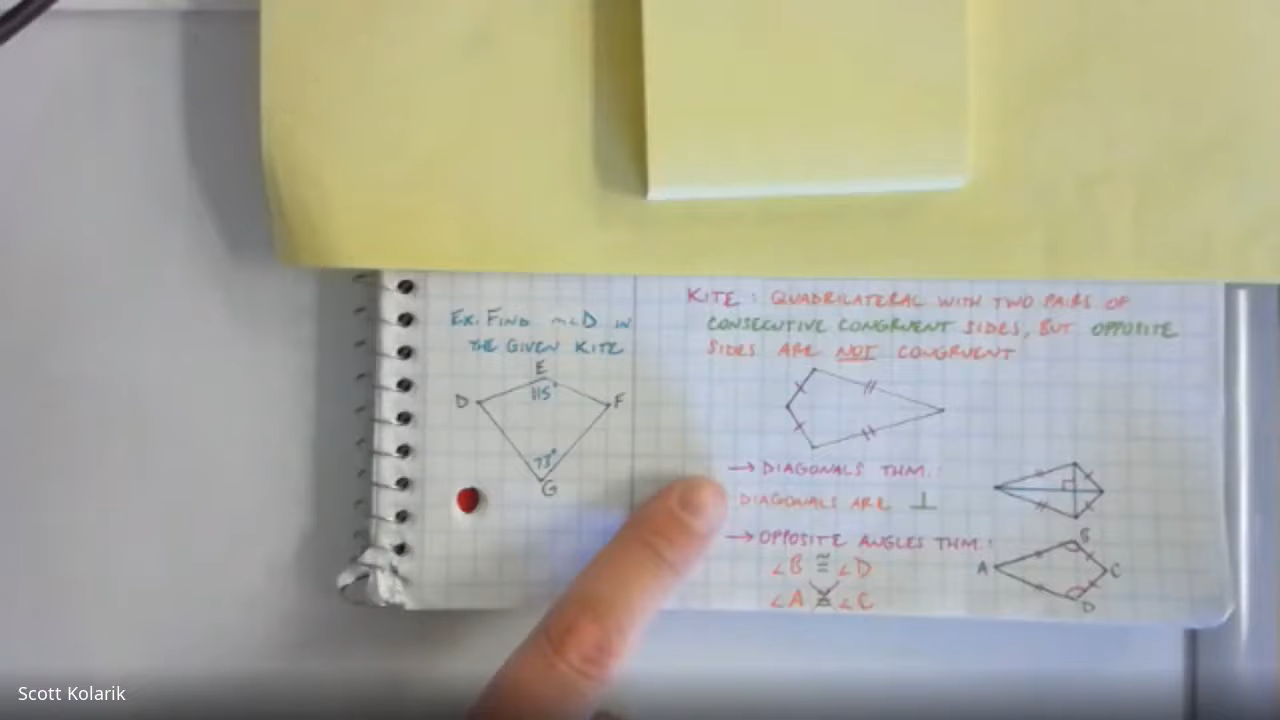 EX: FIND m∠D IN
THE GIVEN KITE
E
115°
D
F
73°
G
KITE: QUADRILATERAL WITH TWO PAIRS OF
CONSECUTIVE CONGRUENT SIDES, BUT OPPOSITE
SIDES ARE NOT CONGRUENT
→ DIAGONALS THM:
DIAGONALS ARE ⊥
→ OPPOSITE ANGLES THM:
∠B ≅ ∠D
∠A ≇ ∠C
B
A
C
D
Scott Kolarik